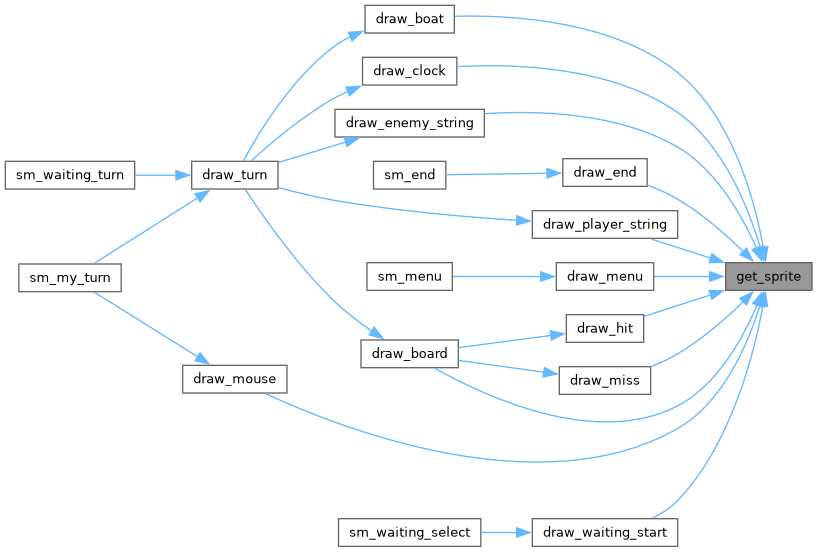 draw_boat
draw_clock
draw_enemy_string
sm_waiting_turn
draw_turn
sm_end
draw_end
draw_player_string
sm_my_turn
sm_menu
draw_menu
get_sprite
draw_hit
draw_board
draw_mouse
draw_miss
sm_waiting_select
draw_waiting_start